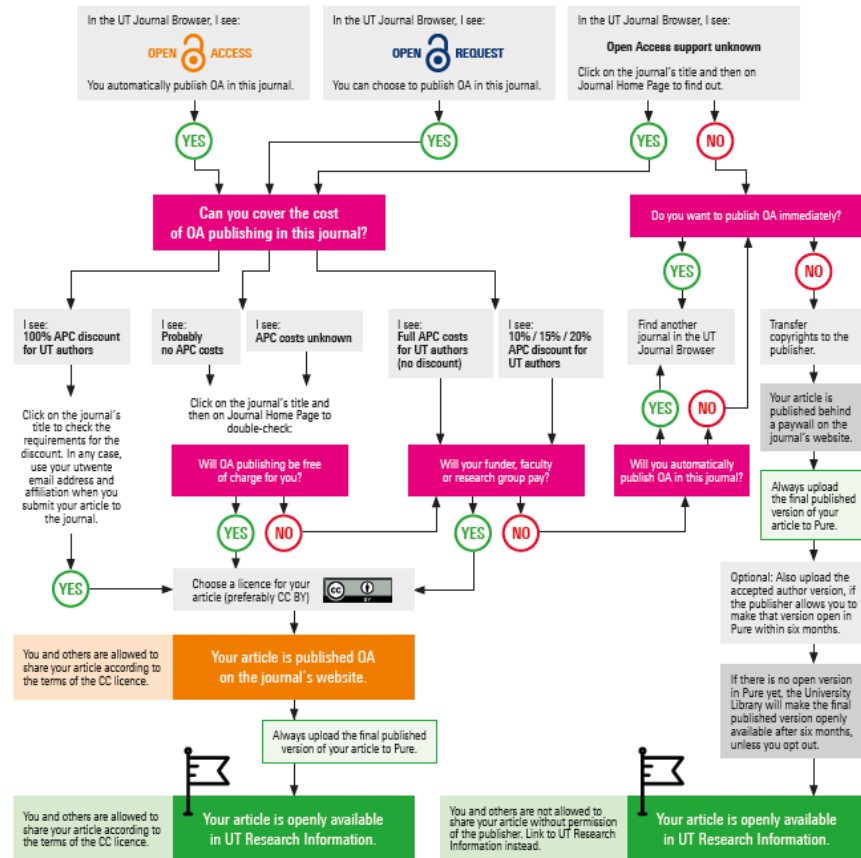 In the UT Journal Browser, I see:
OPEN ACCESS
You automatically publish OA in this journal.
In the UT Journal Browser, I see:
OPEN REQUEST
You can choose to publish OA in this journal.
In the UT Journal Browser, I see:
Open Access support unknown
Click on the journal's title and then on
Journal Home Page to find out.
YES
YES
YES
NO
Can you cover the cost
of OA publishing in this journal?
Do you want to publish OA immediately?
YES
NO
I see:
100% APC discount
for UT authors
I see:
Probably
no APC costs
I see:
APC costs unknown
I see:
Full APC costs
for UT authors
(no discount)
I see:
10% / 15% / 20%
APC discount for
UT authors
Find another
journal in the UT
Journal Browser
Transfer
copyrights to the
publisher.
Click on the journal's
title to check the
requirements for the
discount. In any case,
use your utwente
email address and
affiliation when you
submit your article to
the journal.
Click on the journal's title and
then on Journal Home Page to
double-check:
YES
NO
Your article is
published behind
a paywall on the
journal's website.
Will OA publishing be free
of charge for you?
Will your funder, faculty
or research group pay?
Will you automatically
publish OA in this journal?
Always upload
the final published
version of your
article to Pure.
YES
NO
YES
NO
YES
Choose a licence for your
article (preferably CC BY)
cc
BY
Optional: Also upload the
accepted author version, if
the publisher allows you to
make that version open in
Pure within six months.
You and others are allowed to
share your article according to
the terms of the CC licence.
Your article is published OA
on the journal's website.
If there is no open version
in Pure yet, the University
Library will make the final
published version openly
available after six months,
unless you opt out.
Always upload the final published
version of your article to Pure.
You and others are allowed to
share your article according to
the terms of the CC licence.
Your article is openly available
in UT Research Information.
You and others are not allowed to
share your article without permission
of the publisher. Link to UT Research
Information instead.
Your article is openly available
in UT Research Information.